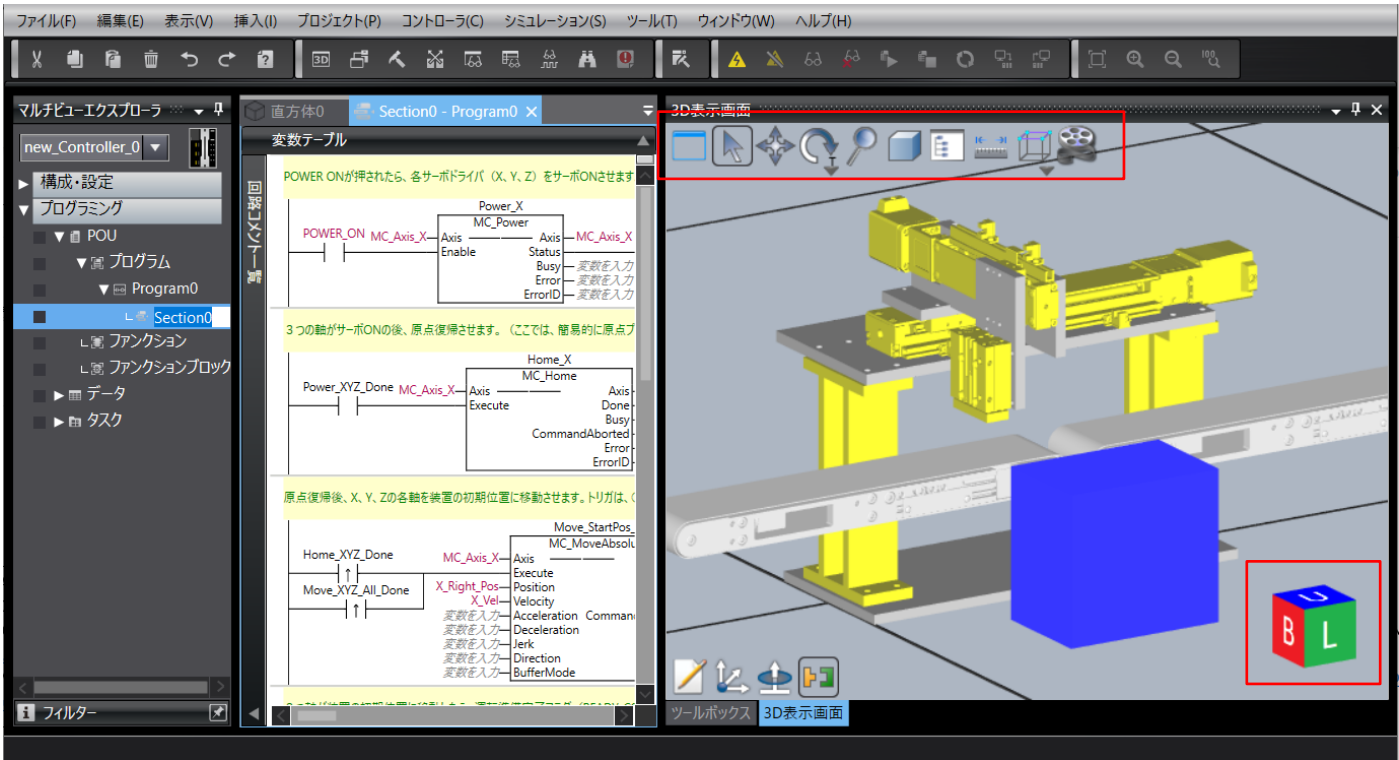 ファイル(F) 編集(E) 表示(V) 挿入(I) プロジェクト(P) コントローラ(C) シミュレーション(S) ツール(T) ウィンドウ(W) ヘルプ(H)
3D
100
マルチビューエクスプローラ
new_Controller_0
構成・設定
プログラミング
POU
プログラム
Program0
Section0
ファンクション
ファンクションブロック
データ
タスク
フィルター
直方体0
Section0 - Program0
変数テーブル
回路コメント一覧
POWER ONが押されたら、各サーボドライバ（X、Y、Z）をサーボONさせます
Power_X
MC_Power
POWER_ON MC_Axis_X Axis Axis MC_Axis_X
Enable Status
Busy 変数を入力
Error 変数を入力
ErrorID 変数を入力
3つの軸がサーボONの後、原点復帰させます。（ここでは、簡易的に原点プ
Home_X
MC_Home
Power_XYZ_Done MC_Axis_X Axis Axis
Execute Done
Busy
CommandAborted
Error
ErrorID
原点復帰後、X、Y、Zの各軸を装置の初期位置に移動させます。トリガは、（
Move_StartPos_
MC_MoveAbsolu
Home_XYZ_Done MC_Axis_X Axis
Execute
Move_XYZ_All_Done X_Right_Pos Position
X_Vel Velocity
変数を入力 Acceleration Comman
変数を入力 Deceleration
変数を入力 Jerk
変数を入力 Direction
変数を入力 BufferMode
3D表示画面
U
B L
ツールボックス 3D表示画面